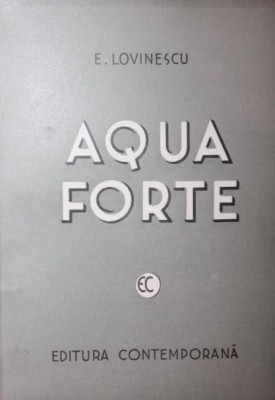 E. LOVINESCU
AQUA
FORTE
EC
EDITURA CONTEMPORANĂ